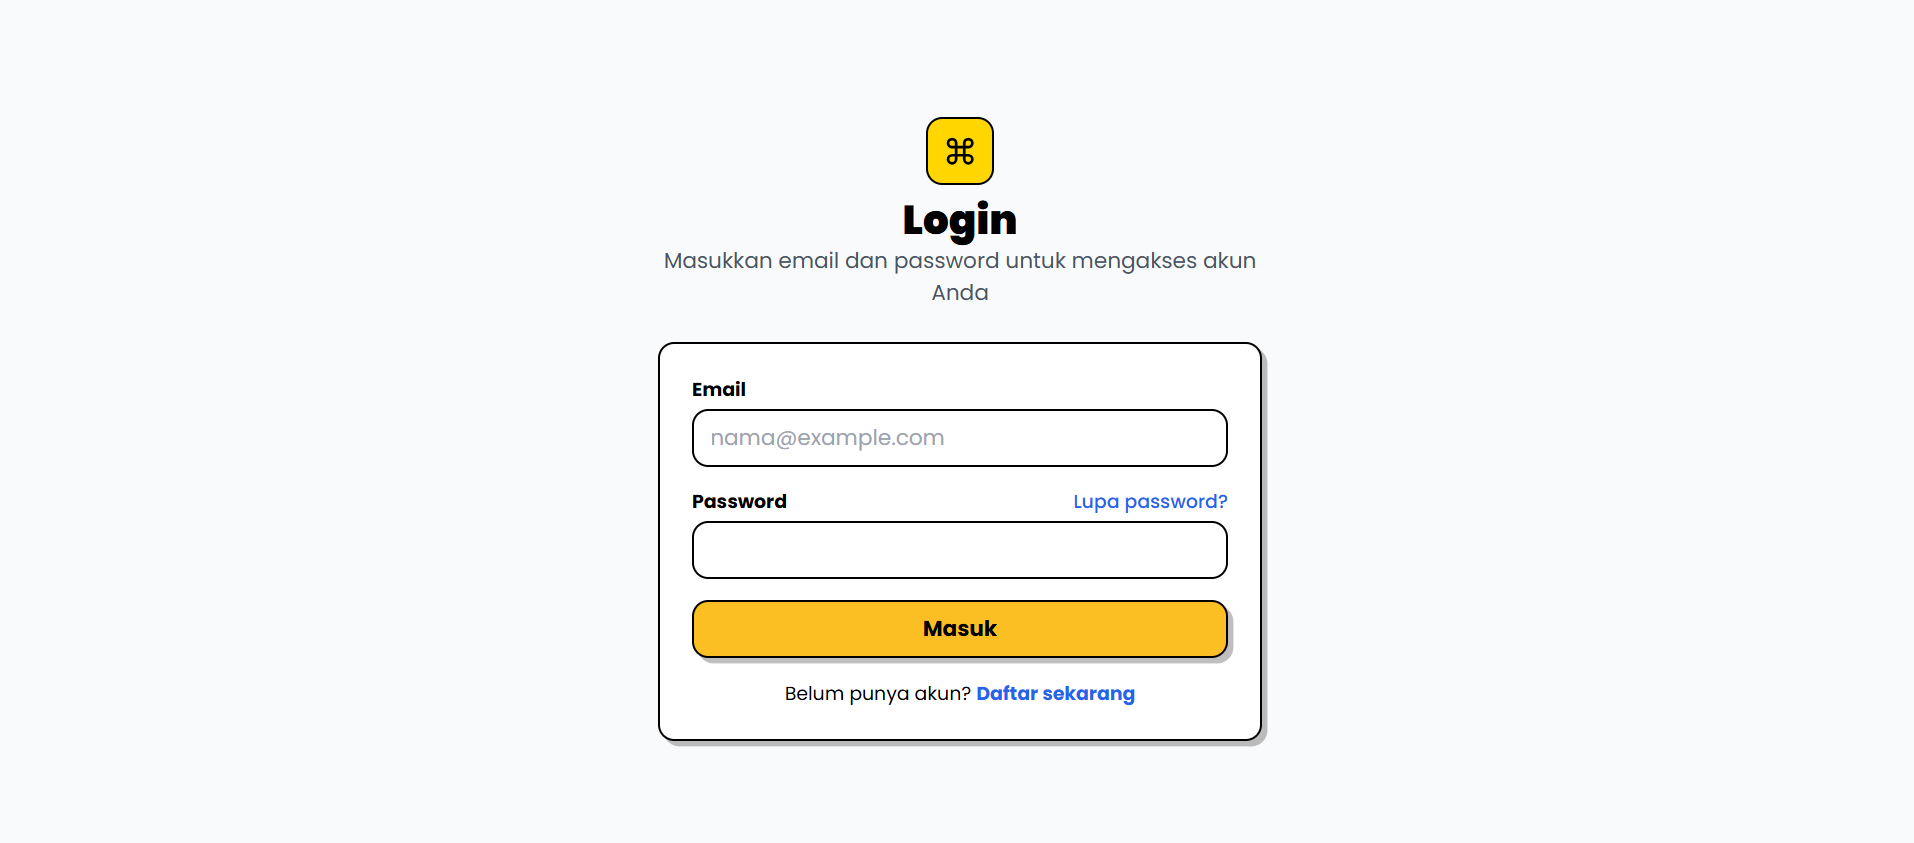 ⌘
Login
Masukkan email dan password untuk mengakses akun
Anda
Email
nama@example.com
Password Lupa password?
Masuk
Belum punya akun? Daftar sekarang